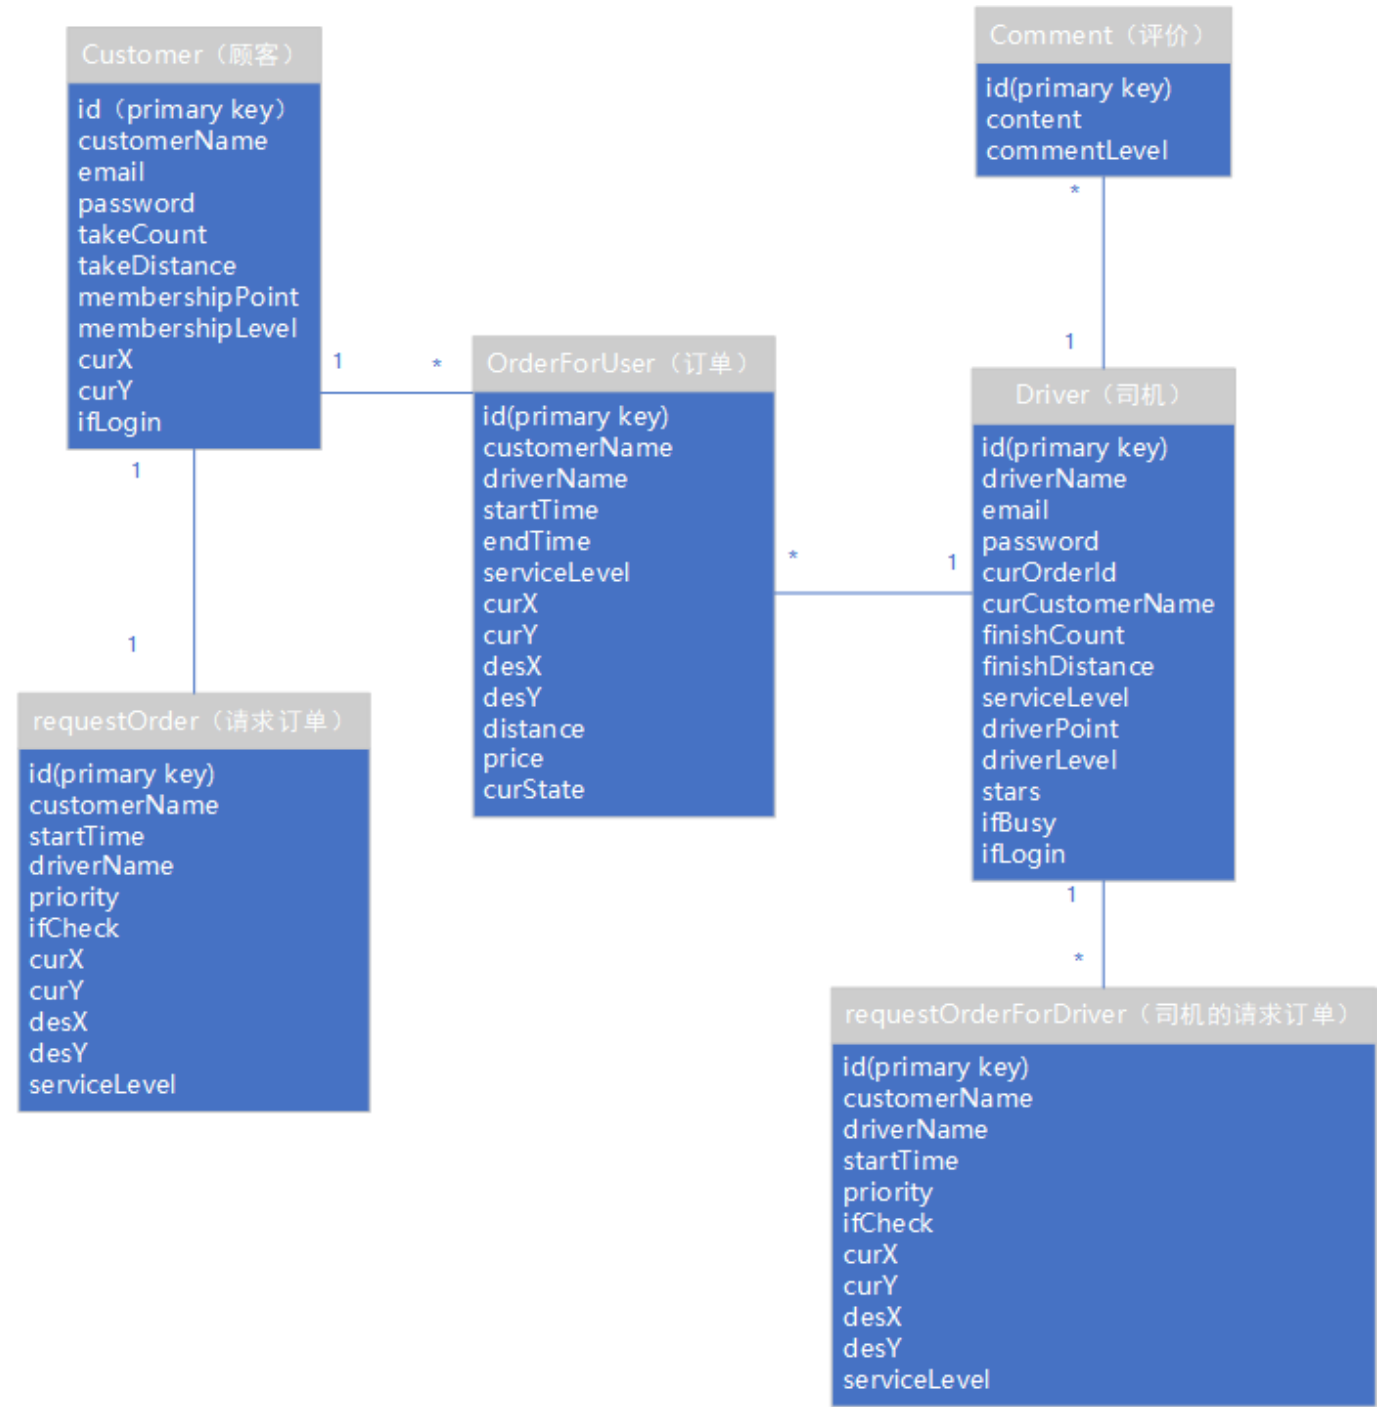 Customer（顾客）
id（primary key）
customerName
email
password
takeCount
takeDistance
membershipPoint
membershipLevel
curX
curY
ifLogin
1
*
1
1
requestOrder（请求订单）
id(primary key)
customerName
startTime
driverName
priority
ifCheck
curX
curY
desX
desY
serviceLevel
OrderForUser（订单）
id(primary key)
customerName
driverName
startTime
endTime
serviceLevel
curX
curY
desX
desY
distance
price
curState
*
1
Comment（评价）
id(primary key)
content
commentLevel
*
1
Driver（司机）
id(primary key)
driverName
email
password
curOrderId
curCustomerName
finishCount
finishDistance
serviceLevel
driverPoint
driverLevel
stars
ifBusy
ifLogin
1
*
requestOrderForDriver（司机的请求订单）
id(primary key)
customerName
driverName
startTime
priority
ifCheck
curX
curY
desX
desY
serviceLevel